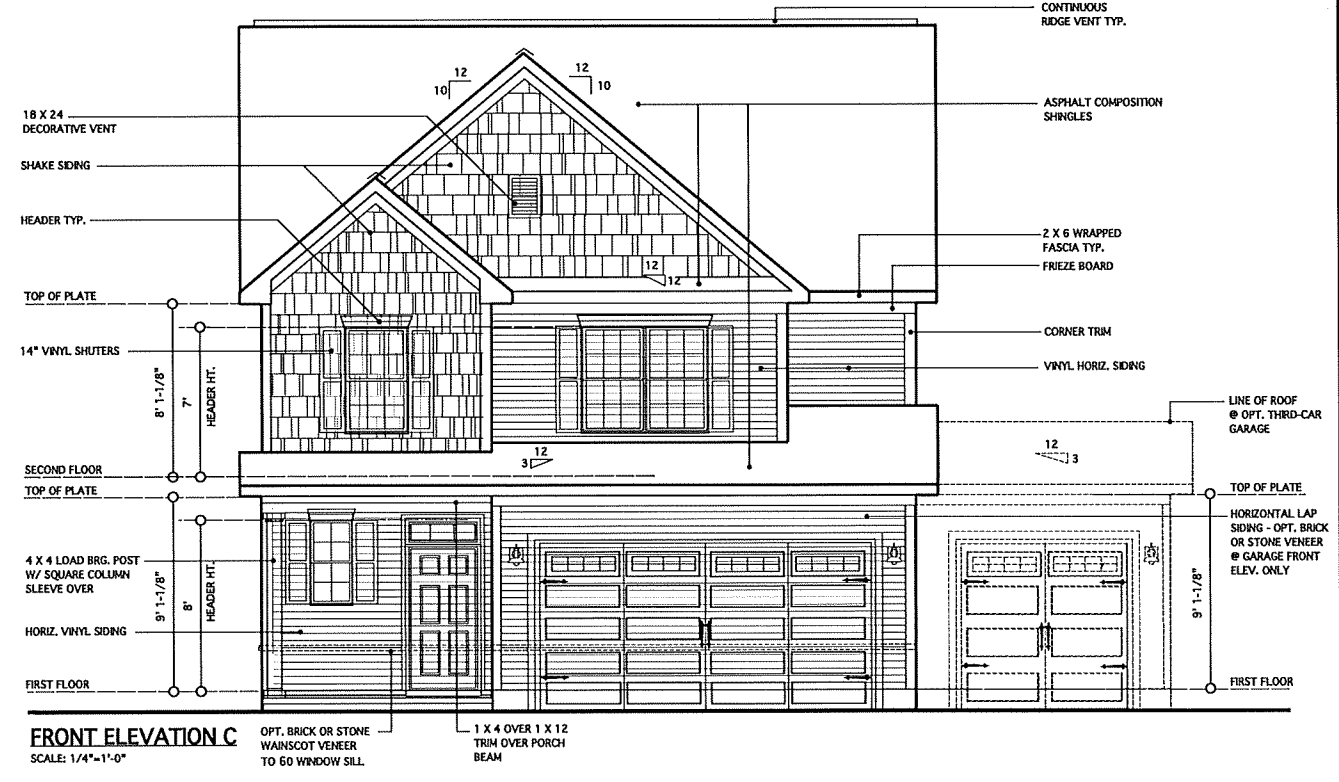 CONTINUOUS
RIDGE VENT TYP.
12
10
12
10
18 X 24
DECORATIVE VENT
ASPHALT COMPOSITION
SHINGLES
SHAKE SIDING
HEADER TYP.
2 X 6 WRAPPED
FASCIA TYP.
FRIEZE BOARD
12
12
TOP OF PLATE
CORNER TRIM
14" VINYL SHUTERS
VINYL HORIZ. SIDING
8' 1-1/8"
7'
HEADER HT.
LINE OF ROOF
@ OPT. THIRD-CAR
GARAGE
12
3
12
3
SECOND FLOOR
TOP OF PLATE
TOP OF PLATE
HORIZONTAL LAP
SIDING - OPT. BRICK
OR STONE VENEER
@ GARAGE FRONT
ELEV. ONLY
4 X 4 LOAD BRG. POST
W/ SQUARE COLUMN
SLEEVE OVER
9' 1-1/8"
8'
HEADER HT.
9' 1-1/8"
HORIZ. VINYL SIDING
FIRST FLOOR
FIRST FLOOR
FRONT ELEVATION C
SCALE: 1/4"=1'-0"
OPT. BRICK OR STONE
WAINSCOT VENEER
TO 60 WINDOW SILL
1 X 4 OVER 1 X 12
TRIM OVER PORCH
BEAM